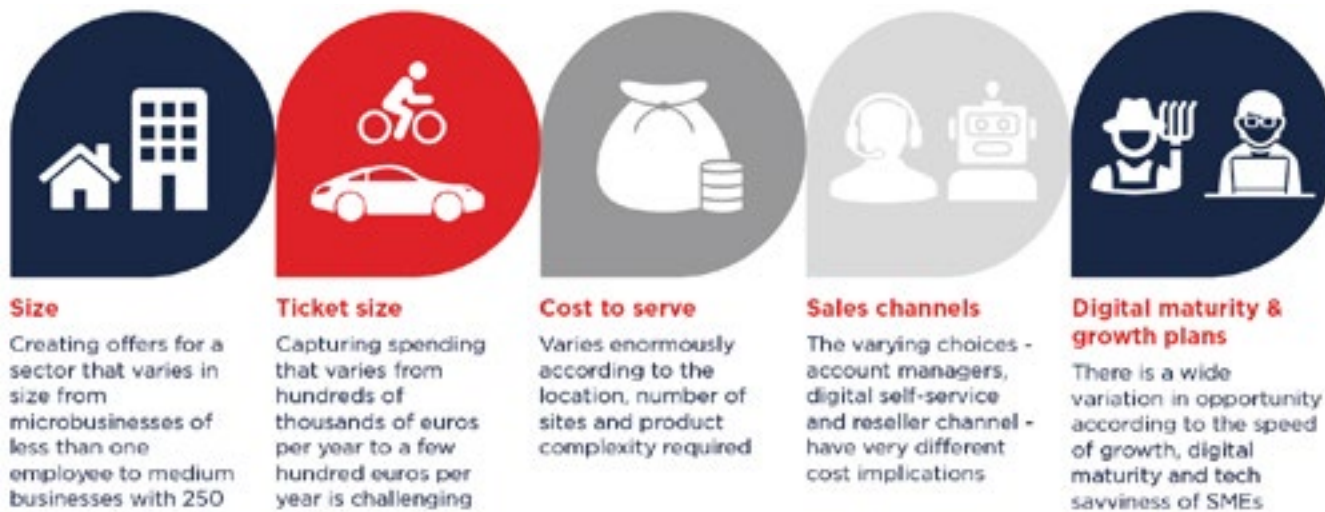 Size
Creating offers for a
sector that varies in
size from
microbusinesses of
less than one
employee to medium
businesses with 250
Ticket size
Capturing spending
that varies from
hundreds of
thousands of euros
per year to a few
hundred euros per
year is challenging
Cost to serve
Varies enormously
according to the
location, number of
sites and product
complexity required
Sales channels
The varying choices -
account managers,
digital self-service
and reseller channel -
have very different
cost implications
Digital maturity &
growth plans
There is a wide
variation in opportunity
according to the speed
of growth, digital
maturity and tech
savviness of SMEs